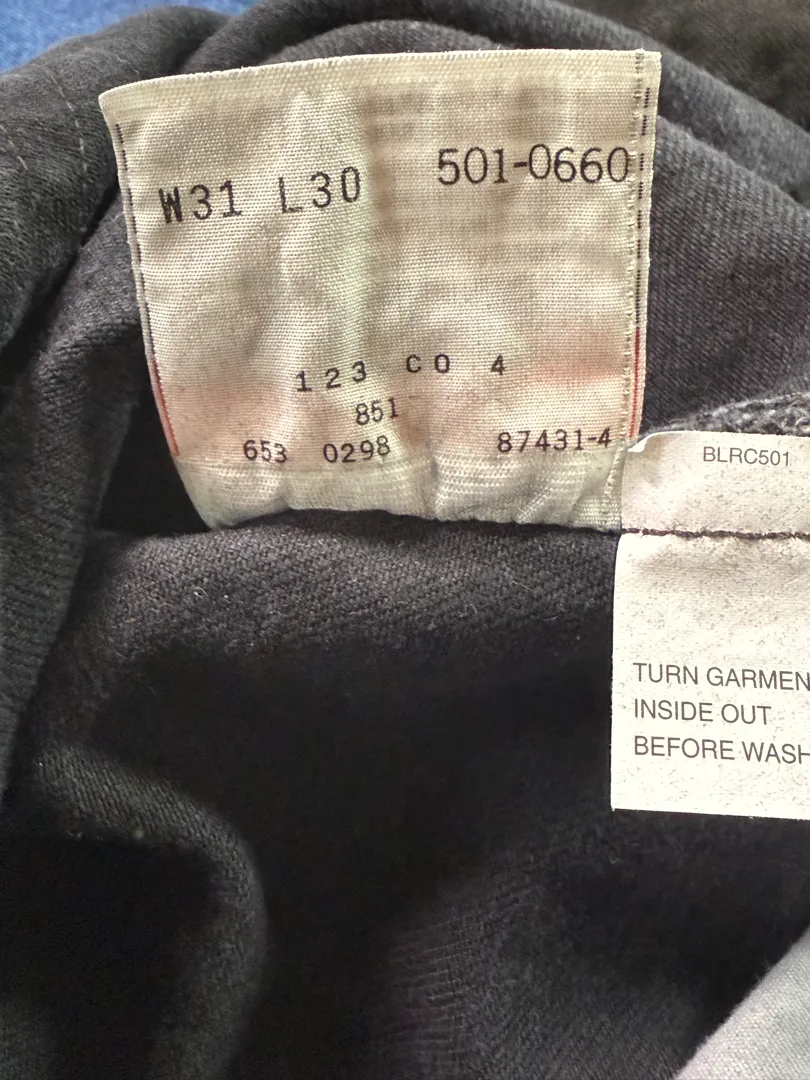 W31 L30 501-0660
123 CO 4
851
653 0298 87431-4
BLRC501
TURN GARMEN
INSIDE OUT
BEFORE WASH